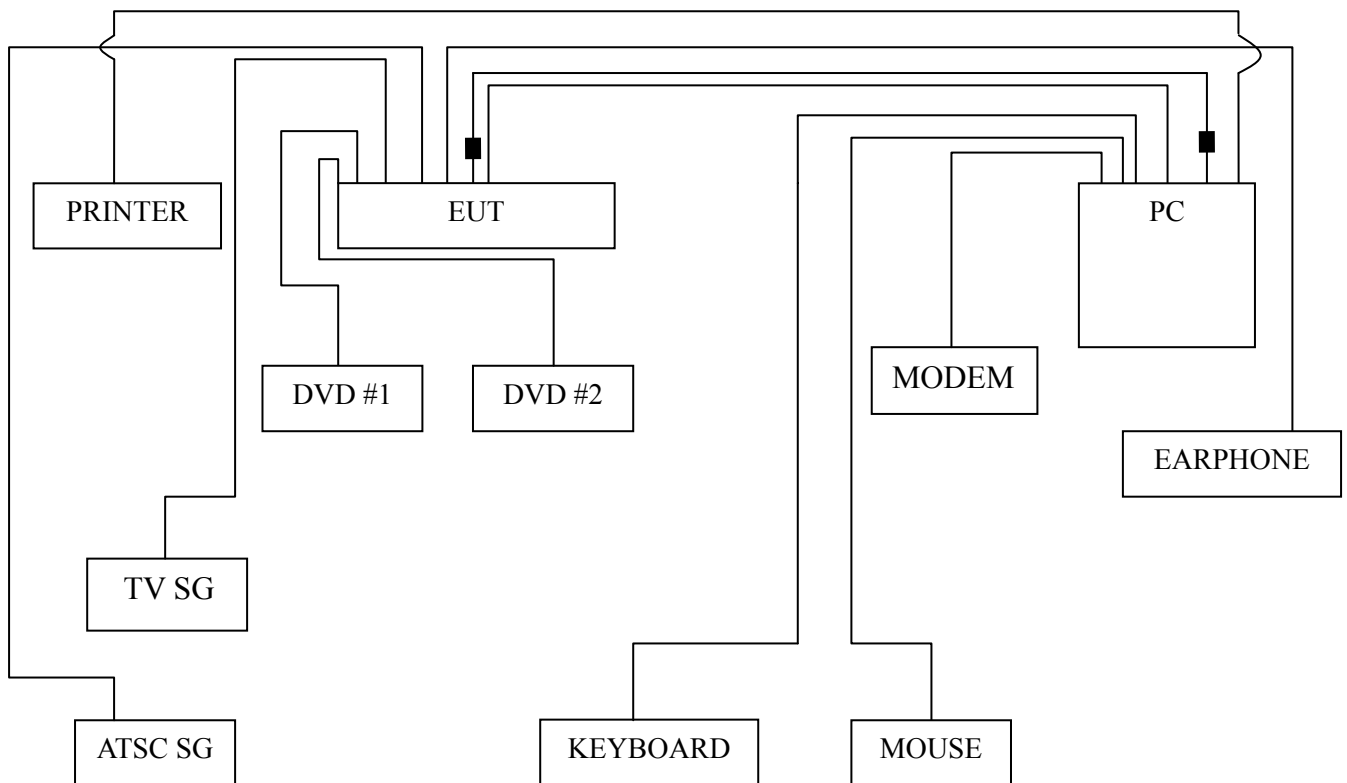 PRINTER
EUT
PC
DVD #1
DVD #2
MODEM
EARPHONE
TV SG
ATSC SG
KEYBOARD
MOUSE